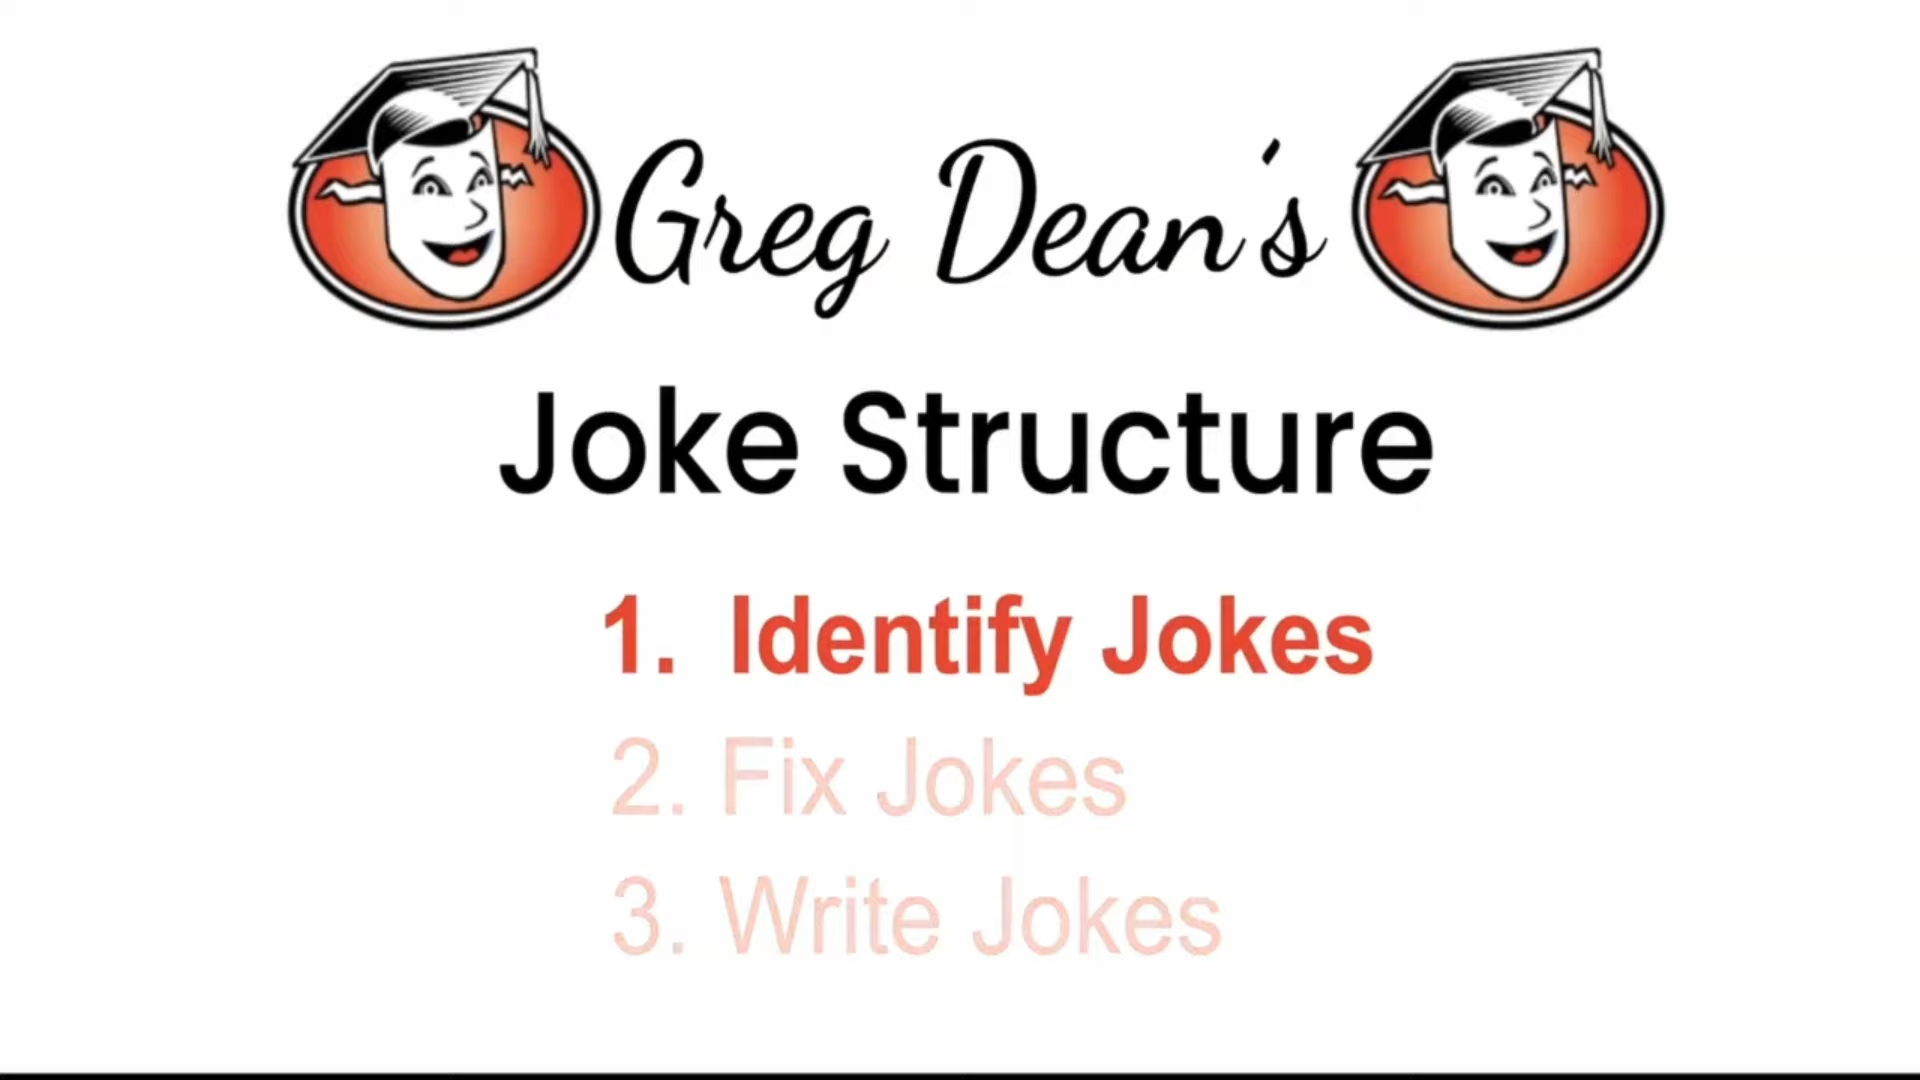 Greg Dean's
Joke Structure
1. Identify Jokes
2. Fix Jokes
3. Write Jokes